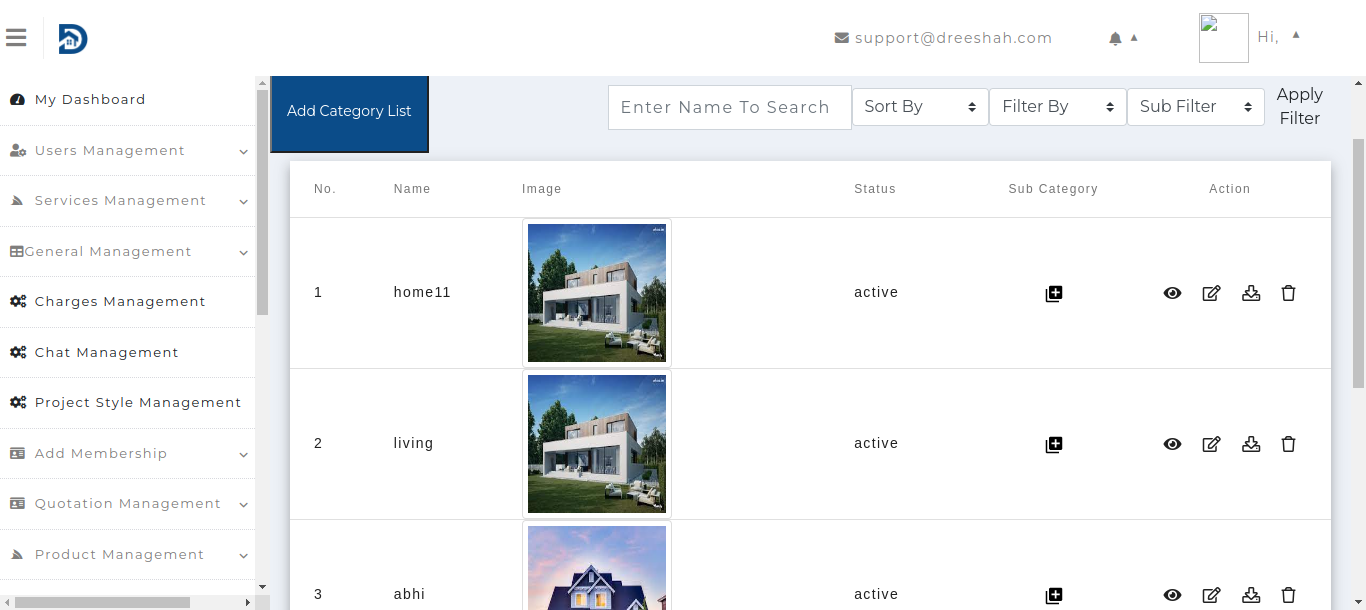 support@dreeshah.com
Hi,
My Dashboard
Users Management
Services Management
General Management
Charges Management
Chat Management
Project Style Management
Add Membership
Quotation Management
Product Management
Add Category List
Enter Name To Search
Sort By
Filter By
Sub Filter
Apply
Filter
No. Name Image Status Sub Category Action
1 home11 active
2 living active
3 abhi active